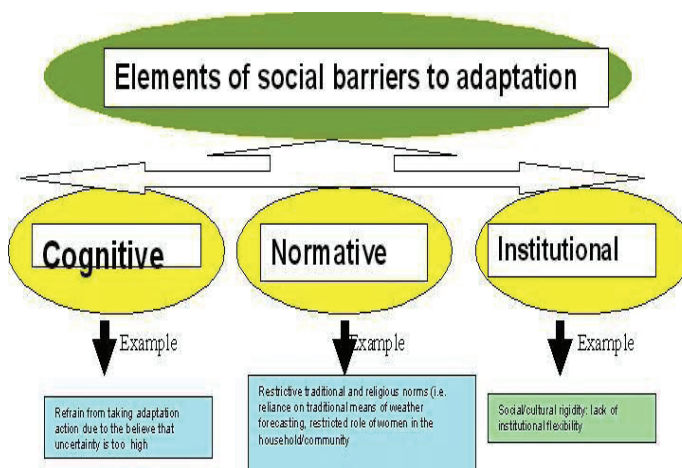 Elements of social barriers to adaptation
Cognitive
Normative
Institutional
Example
Example
Example
Refrain from taking adaptation
action due to the believe that
uncertainty is too high
Restrictive traditional and religious norms (i.e.
reliance on traditional means of weather
forecasting, restricted role of women in the
household/community
Social/cultural rigidity: lack of
institutional flexibility